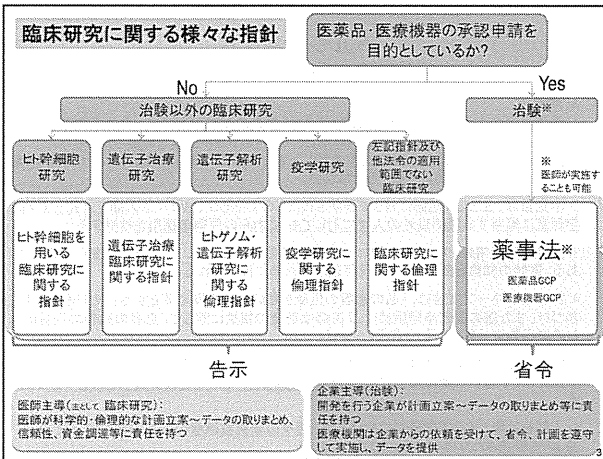 臨床研究に関する様々な指針
医薬品・医療機器の承認申請を
目的としているか?
No
Yes
治験以外の臨床研究
治験※
ヒト幹細胞
研究
遺伝子治療
研究
遺伝子解析
研究
疫学研究
左記指針及び
他法令の適用
範囲でない
臨床研究
※
医師が実施す
ることも可能
ヒト幹細胞を
用いる
臨床研究に
関する
指針
遺伝子治療
臨床研究に
関する指針
ヒトゲノム・
遺伝子解析
研究に
関する
倫理指針
疫学研究に
関する
倫理指針
臨床研究に
関する倫理
指針
薬事法※
医薬品GCP
医療機器GCP
告示
省令
医師主導(主として 臨床研究):
医師が科学的・倫理的な計画立案~データの取りまとめ、
信頼性、資金調達等に責任を持つ
企業主導(治験):
開発を行う企業が計画立案~データの取りまとめ等に責
任を持つ
医療機関は企業からの依頼を受けて、省令、計画を遵守
して実施し、データを提供
3